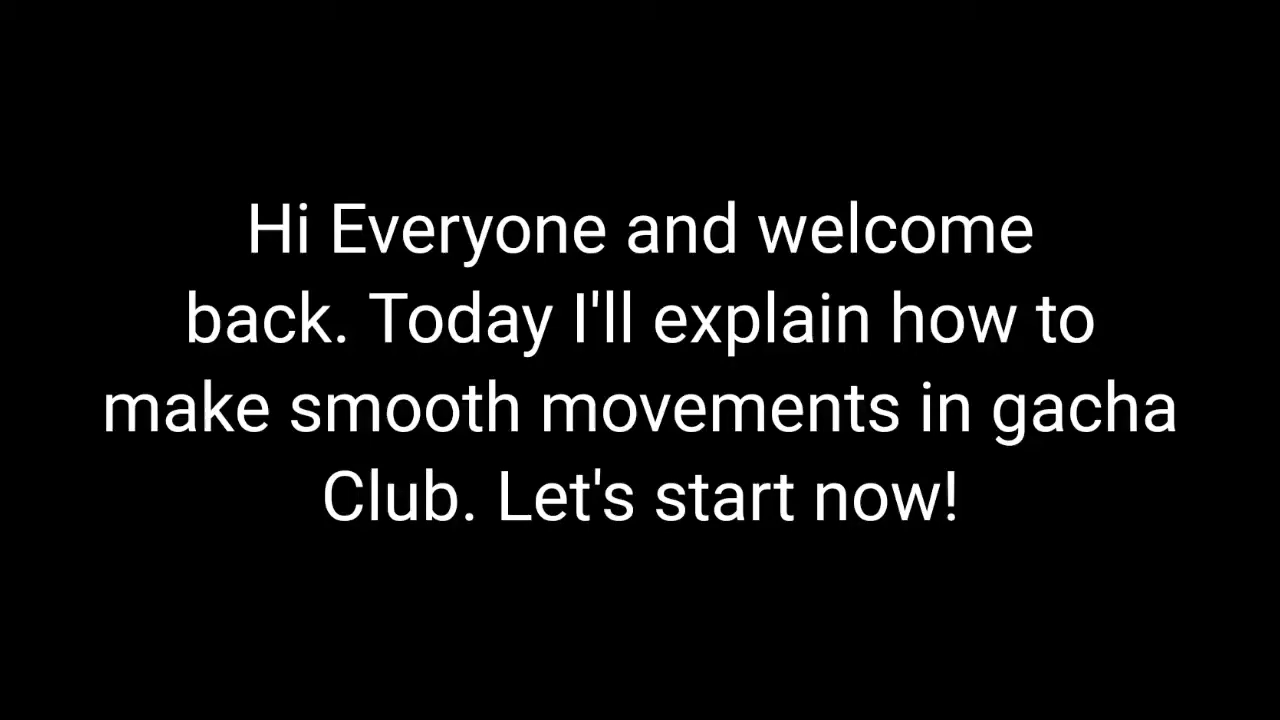 Hi Everyone and welcome
back. Today I'll explain how to
make smooth movements in gacha
Club. Let's start now!